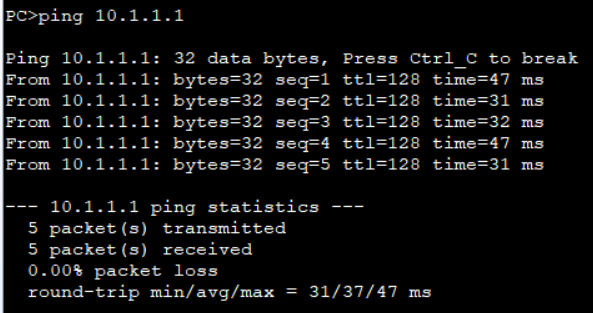 PC>ping 10.1.1.1
Ping 10.1.1.1: 32 data bytes, Press Ctrl_C to break
From 10.1.1.1: bytes=32 seq=1 ttl=128 time=47 ms
From 10.1.1.1: bytes=32 seq=2 ttl=128 time=31 ms
From 10.1.1.1: bytes=32 seq=3 ttl=128 time=32 ms
From 10.1.1.1: bytes=32 seq=4 ttl=128 time=47 ms
From 10.1.1.1: bytes=32 seq=5 ttl=128 time=31 ms
--- 10.1.1.1 ping statistics ---
5 packet(s) transmitted
5 packet(s) received
0.00% packet loss
round-trip min/avg/max = 31/37/47 ms